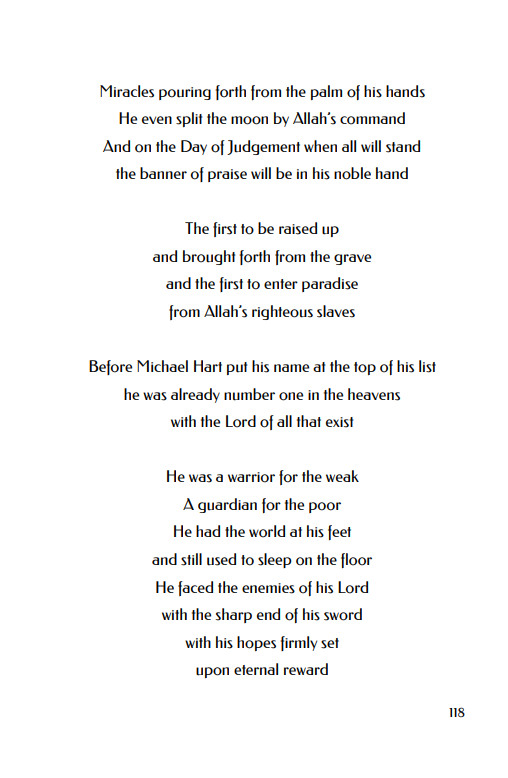 Miracles pouring forth from the palm of his hands
He even split the moon by Allah's command
And on the Day of Judgement when all will stand
the banner of praise will be in his noble hand
The first to be raised up
and brought forth from the grave
and the first to enter paradise
from Allah's righteous slaves
Before Michael Hart put his name at the top of his list
he was already number one in the heavens
with the Lord of all that exist
He was a warrior for the weak
A guardian for the poor
He had the world at his feet
and still used to sleep on the floor
He faced the enemies of his Lord
with the sharp end of his sword
with his hopes firmly set
upon eternal reward
118